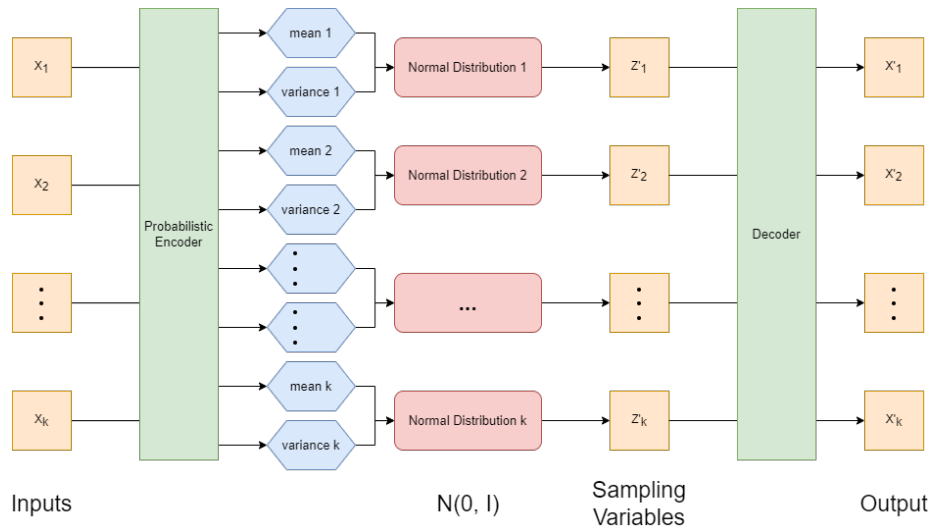 X1
X2
Xk
Probabilistic
Encoder
mean 1
variance 1
mean 2
variance 2
mean k
variance k
Normal Distribution 1
Normal Distribution 2
...
Normal Distribution k
Z'1
Z'2
Z'k
Decoder
X'1
X'2
X'k
Inputs
N(0, I)
Sampling
Variables
Output